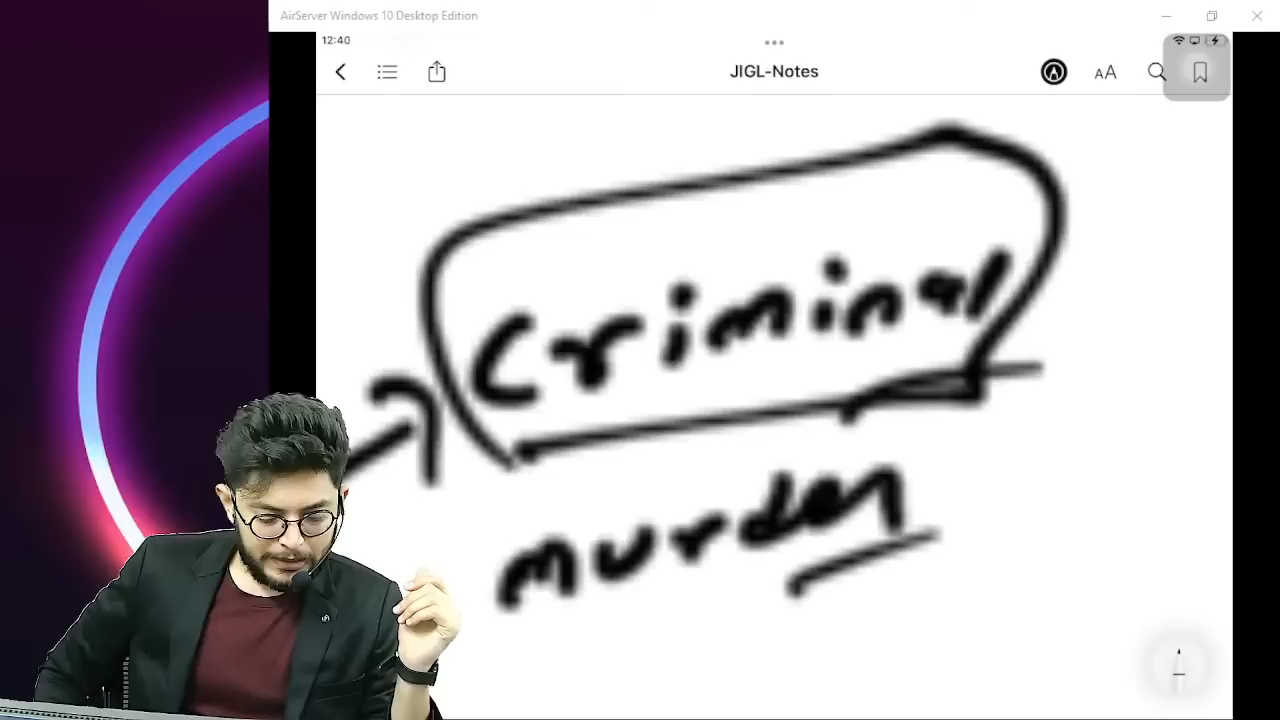 AirServer Windows 10 Desktop Edition
12:40
JIGL-Notes
AA
Criminal
murder